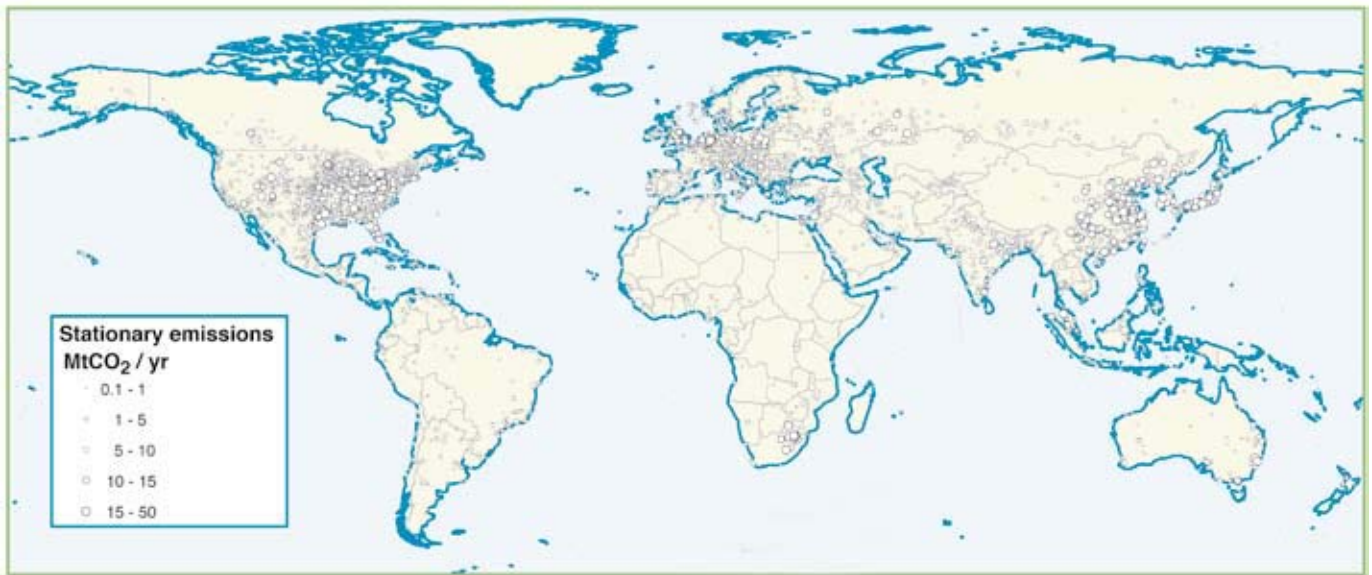 Stationary emissions
MtCO₂ / yr
0.1 - 1
1 - 5
5 - 10
10 - 15
15 - 50